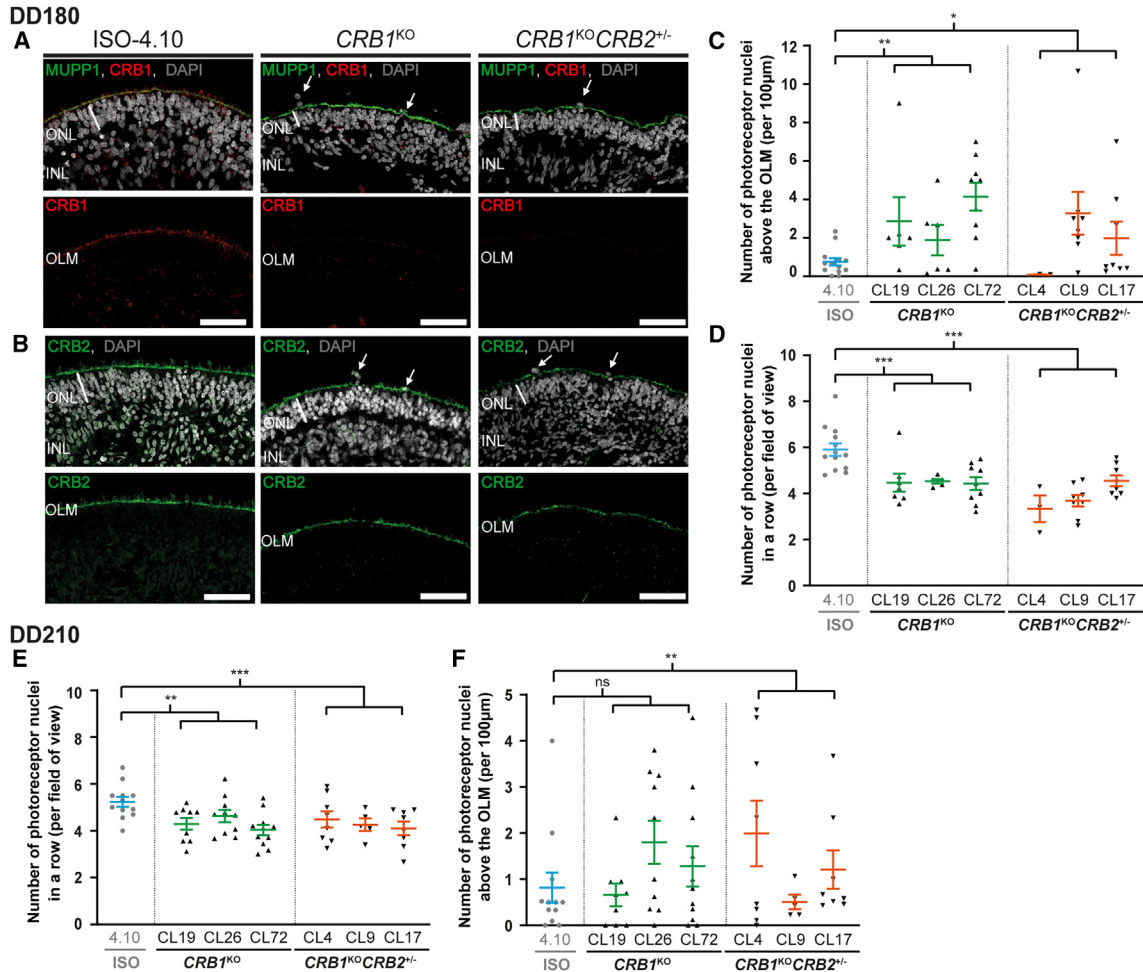 DD180
A
ISO-4.10
CRB1KO
CRB1KOCRB2+/-
MUPP1, CRB1, DAPI
ONL
INL
MUPP1, CRB1, DAPI
ONL
INL
MUPP1, CRB1, DAPI
ONL
INL
CRB1
OLM
CRB1
OLM
CRB1
OLM
B
CRB2, DAPI
ONL
INL
CRB2, DAPI
ONL
INL
CRB2, DAPI
ONL
INL
CRB2
OLM
CRB2
OLM
CRB2
OLM
C
Number of photoreceptor nuclei
above the OLM (per 100µm)
12
10
8
6
4
2
0
*
**
4.10 CL19 CL26 CL72 CL4 CL9 CL17
ISO CRB1KO CRB1KOCRB2+/-
D
Number of photoreceptor nuclei
in a row (per field of view)
10
8
6
4
2
0
***
***
4.10 CL19 CL26 CL72 CL4 CL9 CL17
ISO CRB1KO CRB1KOCRB2+/-
DD210
E
Number of photoreceptor nuclei
in a row (per field of view)
10
8
6
4
2
0
***
**
4.10 CL19 CL26 CL72 CL4 CL9 CL17
ISO CRB1KO CRB1KOCRB2+/-
F
Number of photoreceptor nuclei
above the OLM (per 100µm)
5
4
3
2
1
0
**
ns
4.10 CL19 CL26 CL72 CL4 CL9 CL17
ISO CRB1KO CRB1KOCRB2+/-